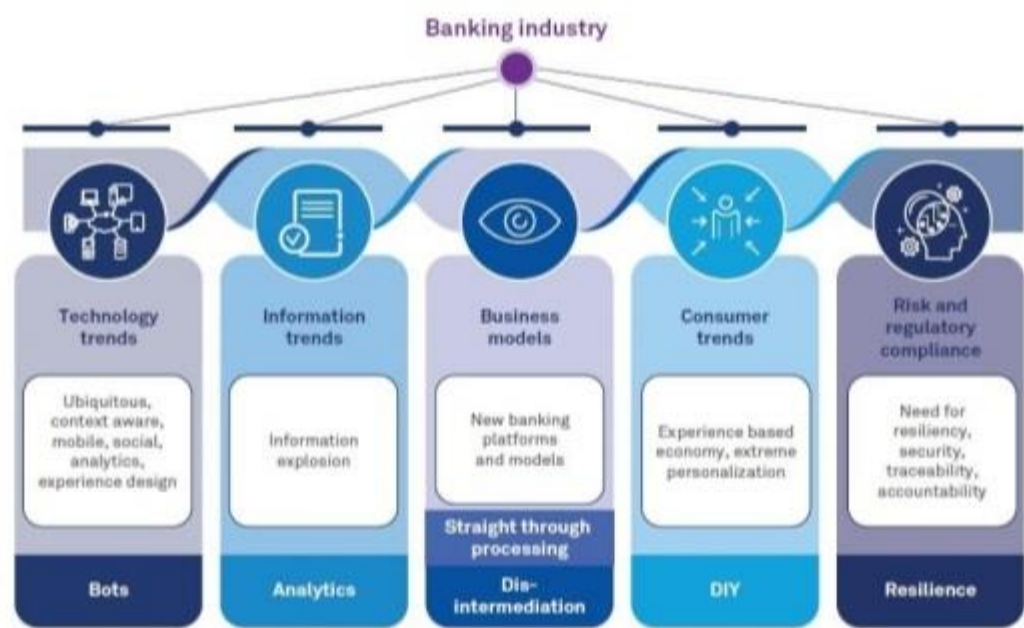 Banking industry
Technology
trends
Ubiquitous,
context aware,
mobile, social,
analytics,
experience design
Bots
Information
trends
Information
explosion
Analytics
Business
models
New banking
platforms
and models
Straight through
processing
Dis-
intermediation
Consumer
trends
Experience based
economy, extreme
personalization
DIY
Risk and
regulatory
compliance
Need for
resiliency,
security,
traceability,
accountability
Resilience